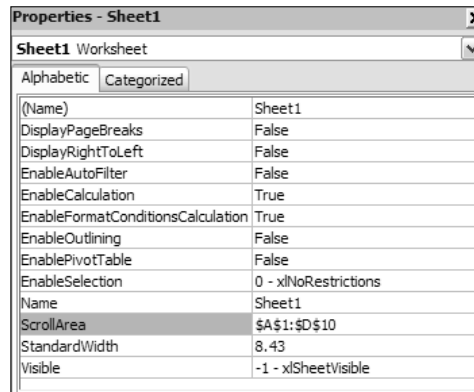 Properties - Sheet1
Sheet1 Worksheet
Alphabetic Categorized
(Name) Sheet1
DisplayPageBreaks False
DisplayRightToLeft False
EnableAutoFilter False
EnableCalculation True
EnableFormatConditionsCalculation True
EnableOutlining False
EnablePivotTable False
EnableSelection 0 - xlNoRestrictions
Name Sheet1
ScrollArea $A$1:$D$10
StandardWidth 8.43
Visible -1 - xlSheetVisible